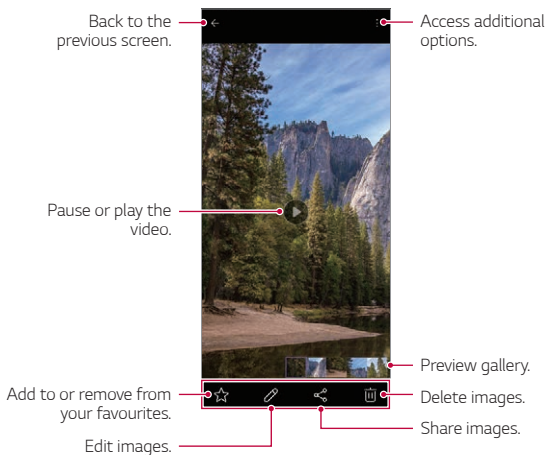 Back to the
previous screen.
Access additional
options.
Pause or play the
video.
Preview gallery.
Add to or remove from
your favourites.
Delete images.
Share images.
Edit images.